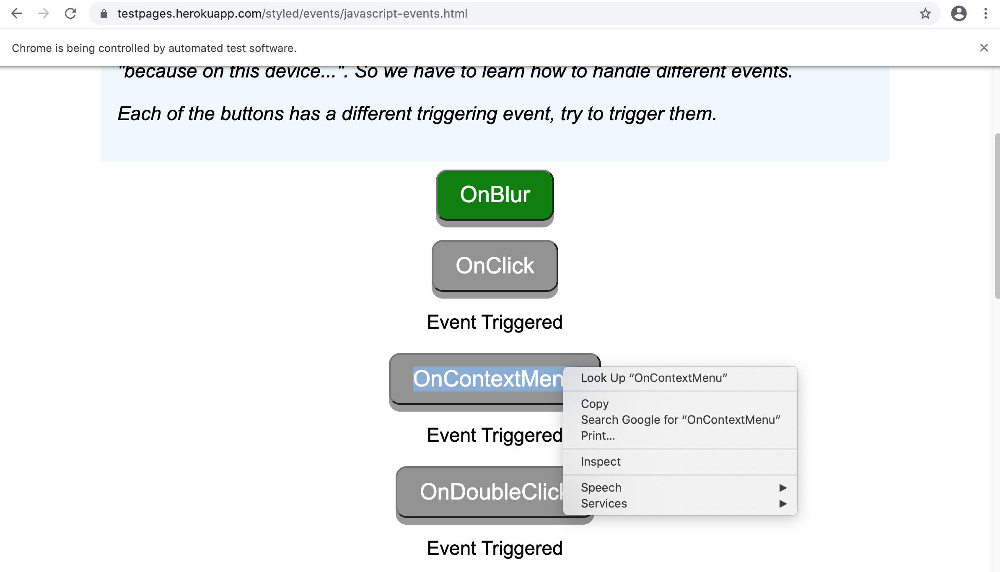 testpages.herokuapp.com/styled/events/javascript-events.html
Chrome is being controlled by automated test software.
"because on this device...". So we have to learn how to handle different events.
Each of the buttons has a different triggering event, try to trigger them.
OnBlur
OnClick
Event Triggered
OnContextMen
Look Up “OnContextMenu”
Copy
Search Google for “OnContextMenu”
Print...
Event Triggered
Inspect
OnDoubleClick
Speech
Services
Event Triggered